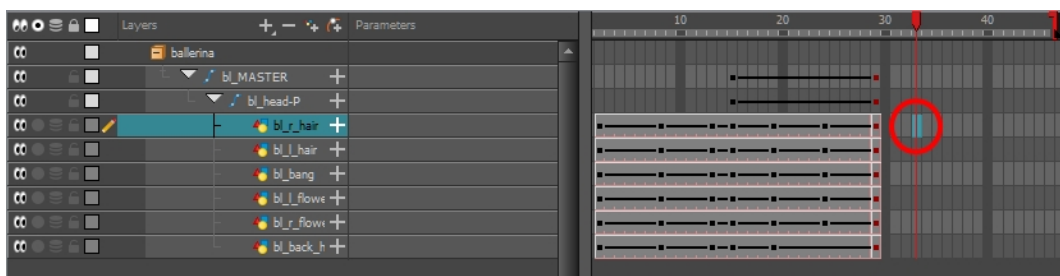 Layers Parameters 10 20 30 40
ballerina
bl_MASTER
bl_head-P
bl_r_hair
bl_l_hair
bl_bang
bl_l_flowe
bl_r_flowe
bl_back_h